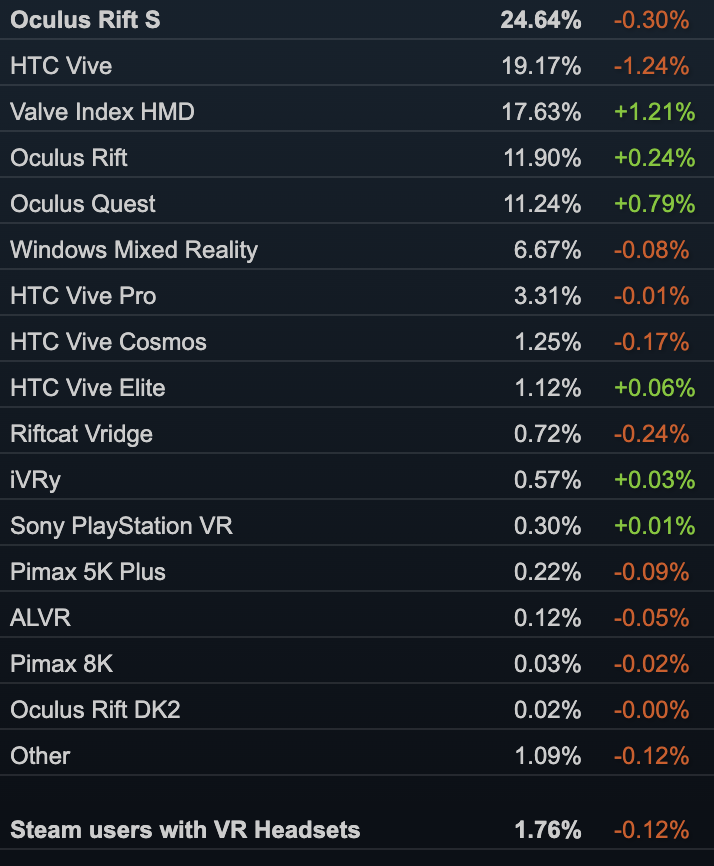 Oculus Rift S 24.64% -0.30%
HTC Vive 19.17% -1.24%
Valve Index HMD 17.63% +1.21%
Oculus Rift 11.90% +0.24%
Oculus Quest 11.24% +0.79%
Windows Mixed Reality 6.67% -0.08%
HTC Vive Pro 3.31% -0.01%
HTC Vive Cosmos 1.25% -0.17%
HTC Vive Elite 1.12% +0.06%
Riftcat Vridge 0.72% -0.24%
iVRy 0.57% +0.03%
Sony PlayStation VR 0.30% +0.01%
Pimax 5K Plus 0.22% -0.09%
ALVR 0.12% -0.05%
Pimax 8K 0.03% -0.02%
Oculus Rift DK2 0.02% -0.00%
Other 1.09% -0.12%
Steam users with VR Headsets 1.76% -0.12%